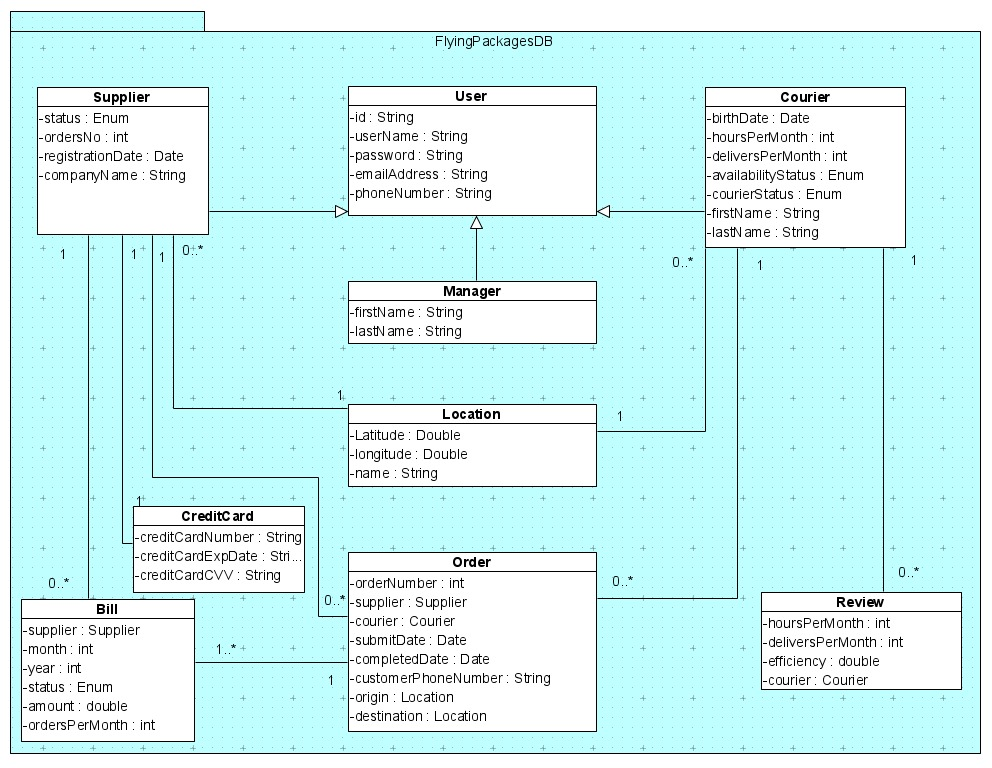 FlyingPackagesDB
Supplier
-status : Enum
-ordersNo : int
-registrationDate : Date
-companyName : String
User
-id : String
-userName : String
-password : String
-emailAddress : String
-phoneNumber : String
Courier
-birthDate : Date
-hoursPerMonth : int
-deliversPerMonth : int
-availabilityStatus : Enum
-courierStatus : Enum
-firstName : String
-lastName : String
1
1
1
0..*
0..*
1
1
Manager
-firstName : String
-lastName : String
1
Location
-Latitude : Double
-longitude : Double
-name : String
1
1
CreditCard
-creditCardNumber : String
-creditCardExpDate : Stri...
-creditCardCVV : String
0..*
Bill
-supplier : Supplier
-month : int
-year : int
-status : Enum
-amount : double
-ordersPerMonth : int
1..*
1
0..*
Order
-orderNumber : int
-supplier : Supplier
-courier : Courier
-submitDate : Date
-completedDate : Date
-customerPhoneNumber : String
-origin : Location
-destination : Location
0..*
0..*
Review
-hoursPerMonth : int
-deliversPerMonth : int
-efficiency : double
-courier : Courier